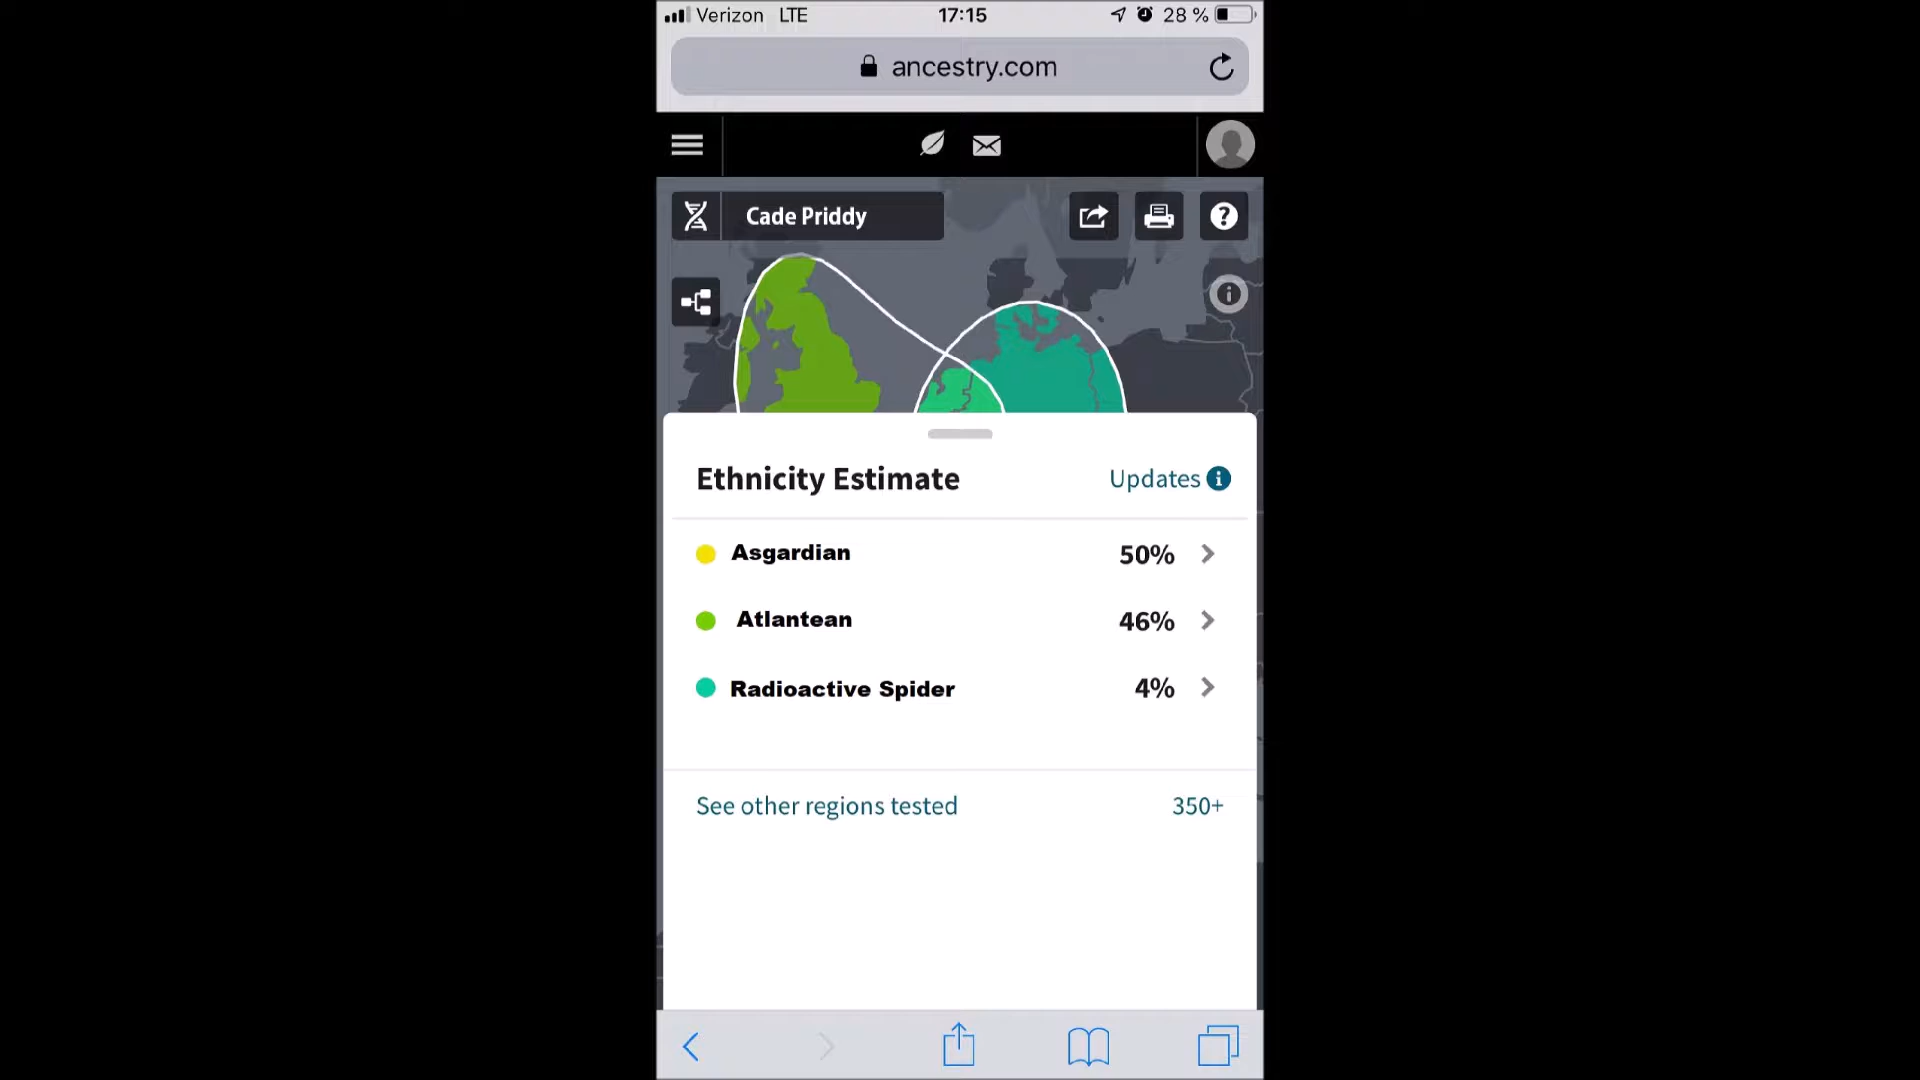 Verizon LTE 17:15 28 %
ancestry.com
Cade Priddy
Ethnicity Estimate Updates
Asgardian 50%
Atlantean 46%
Radioactive Spider 4%
See other regions tested 350+